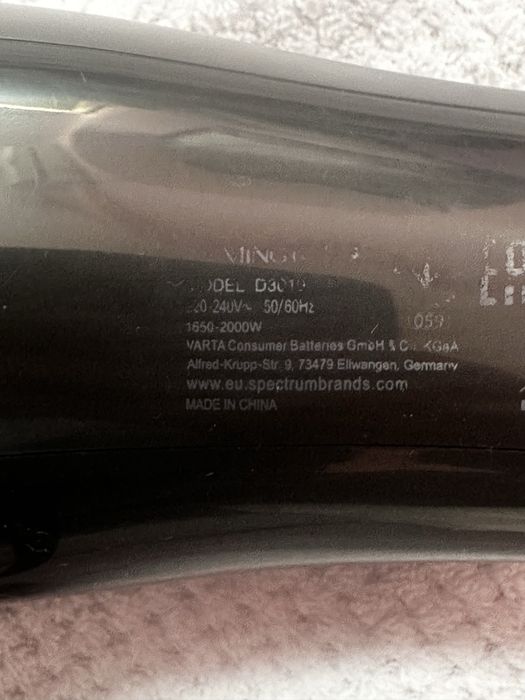 MODEL D3010
220-240V~ 50/60Hz
1650-2000W
059
VARTA Consumer Batteries GmbH & Co. KGaA
Alfred-Krupp-Str. 9, 73479 Ellwangen, Germany
www.eu.spectrumbrands.com
MADE IN CHINA